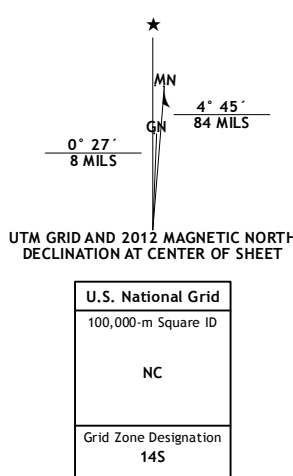 ★
MN
GN
4° 45´
84 MILS
0° 27´
8 MILS
UTM GRID AND 2012 MAGNETIC NORTH
DECLINATION AT CENTER OF SHEET
U.S. National Grid
100,000-m Square ID
NC
Grid Zone Designation
14S